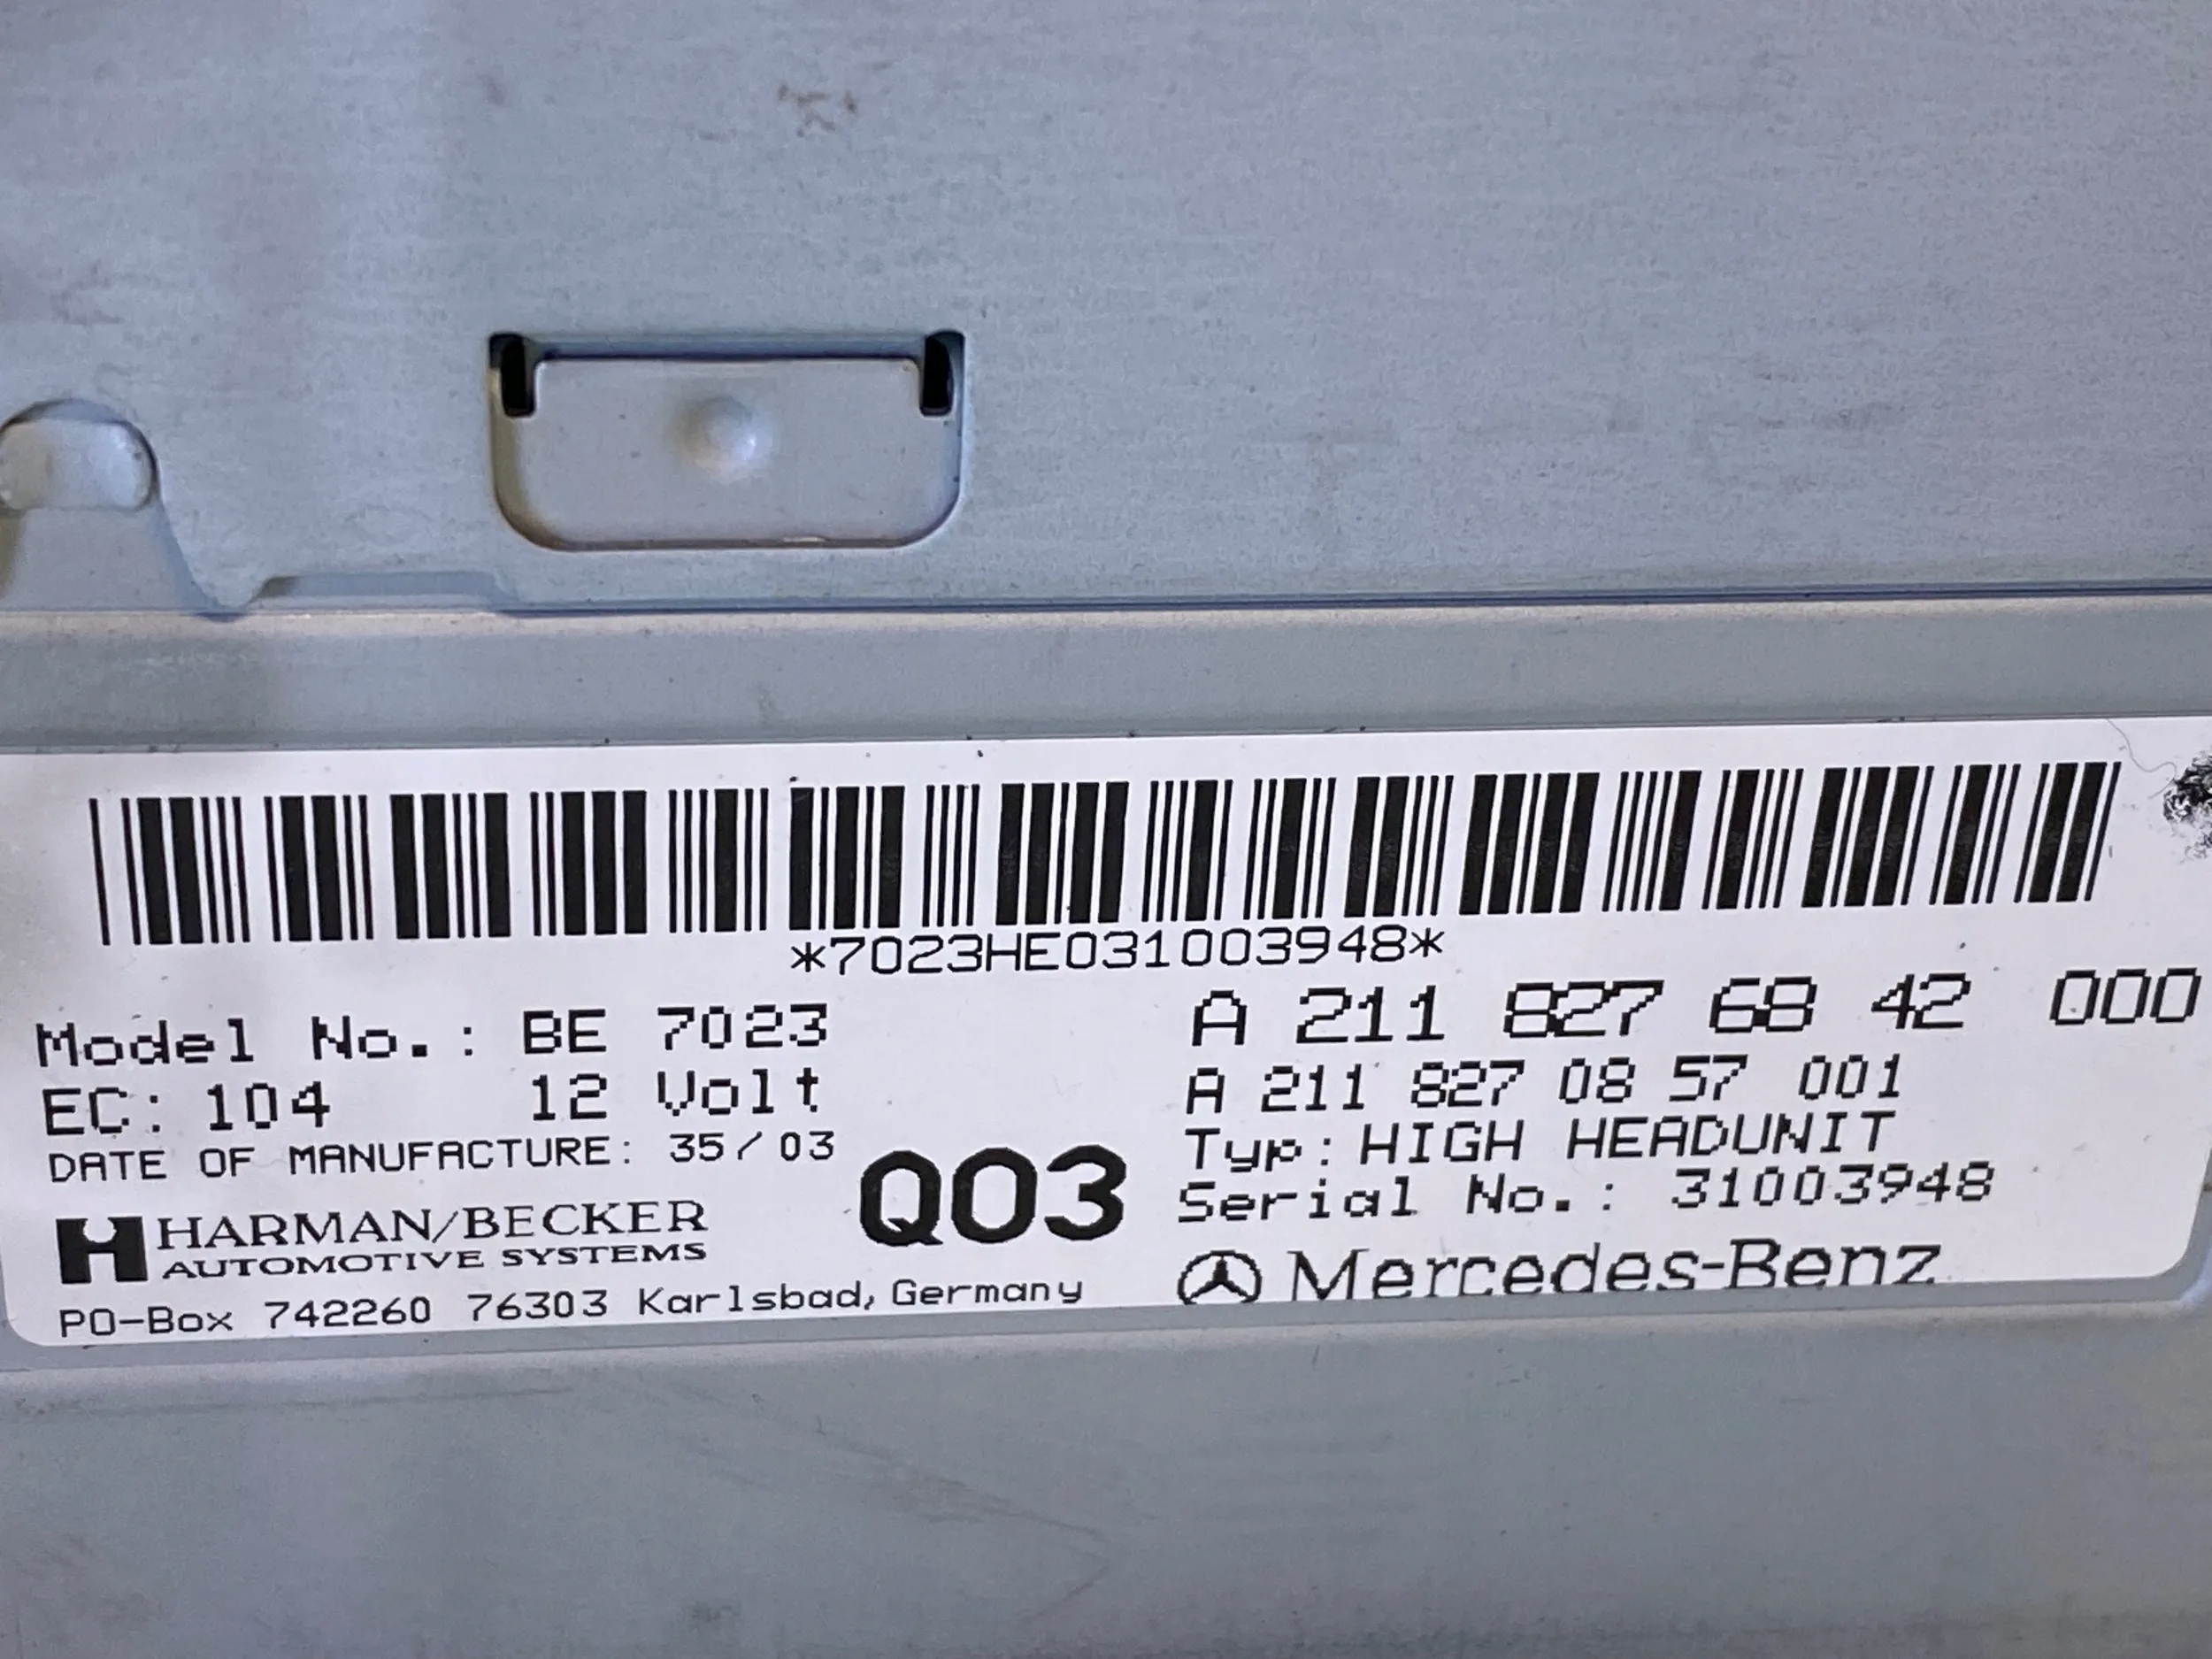 *7023HE031003948*
Model No.: BE 7023
EC: 104 12 Volt
DATE OF MANUFACTURE: 35/03
HARMAN/BECKER
AUTOMOTIVE SYSTEMS
PO-Box 742260 76303 Karlsbad, Germany
Q03
A 211 827 68 42 000
A 211 827 08 57 001
Typ: HIGH HEADUNIT
Serial No.: 31003948
Mercedes-Benz